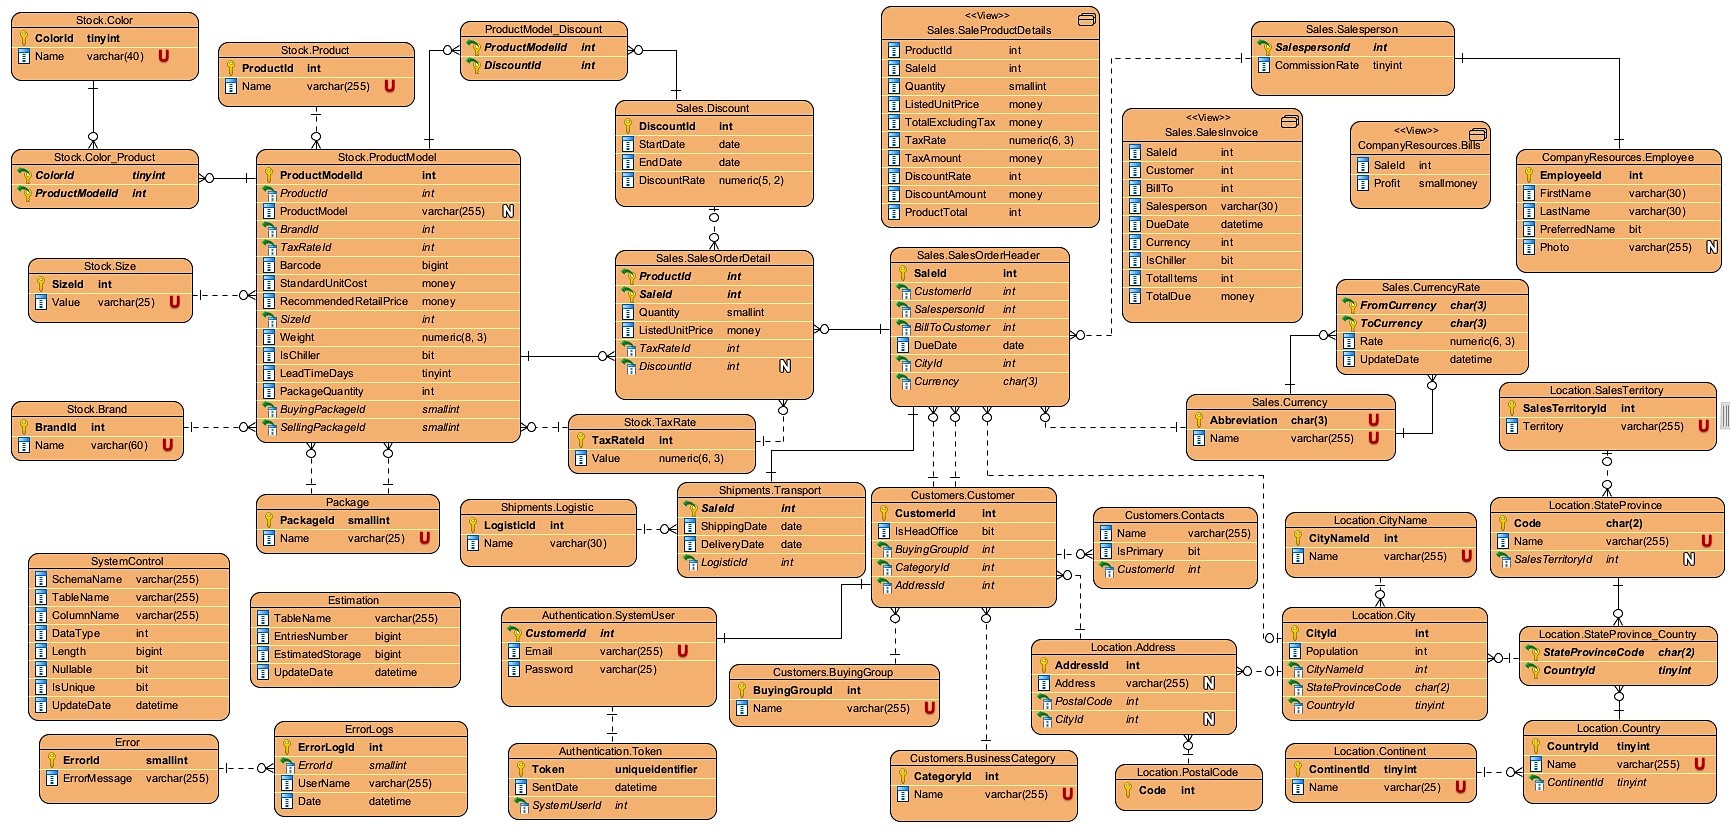 Stock.Color
ColorId tinyint
Name varchar(40) U
Stock.Product
ProductId int
Name varchar(255) U
ProductModel_Discount
ProductModelId int
DiscountId int
Sales.Discount
DiscountId int
StartDate date
EndDate date
DiscountRate numeric(5, 2)
<<View>>
Sales.SaleProductDetails
ProductId int
SaleId int
Quantity smallint
ListedUnitPrice money
TotalExcludingTax money
TaxRate numeric(6, 3)
TaxAmount money
DiscountRate int
DiscountAmount money
ProductTotal int
Sales.Salesperson
SalespersonId int
CommissionRate tinyint
<<View>>
Sales.SalesInvoice
SaleId int
Customer int
BillTo int
Salesperson varchar(30)
DueDate datetime
Currency int
IsChiller bit
TotalItems int
TotalDue money
<<View>>
CompanyResources.Bills
SaleId int
Profit smallmoney
CompanyResources.Employee
EmployeeId int
FirstName varchar(30)
LastName varchar(30)
PreferredName bit
Photo varchar(255) N
Stock.Color_Product
ColorId tinyint
ProductModelId int
Stock.ProductModel
ProductModelId int
ProductId int
ProductModel varchar(255) N
BrandId int
TaxRateId int
Barcode bigint
StandardUnitCost money
RecommendedRetailPrice money
SizeId int
Weight numeric(8, 3)
IsChiller bit
LeadTimeDays tinyint
PackageQuantity int
BuyingPackageId smallint
SellingPackageId smallint
Stock.Size
SizeId int
Value varchar(25) U
Sales.SalesOrderDetail
ProductId int
SaleId int
Quantity smallint
ListedUnitPrice money
TaxRateId int
DiscountId int N
Sales.SalesOrderHeader
SaleId int
CustomerId int
SalespersonId int
BillToCustomer int
DueDate date
CityId int
Currency char(3)
Sales.CurrencyRate
FromCurrency char(3)
ToCurrency char(3)
Rate numeric(6, 3)
UpdateDate datetime
Stock.Brand
BrandId int
Name varchar(60) U
Stock.TaxRate
TaxRateId int
Value numeric(6, 3)
Sales.Currency
Abbreviation char(3) U
Name varchar(255) U
Location.SalesTerritory
SalesTerritoryId int
Territory varchar(255) U
Package
PackageId smallint
Name varchar(25) U
Shipments.Logistic
LogisticId int
Name varchar(30)
Shipments.Transport
SaleId int
ShippingDate date
DeliveryDate date
LogisticId int
Customers.Customer
CustomerId int
IsHeadOffice bit
BuyingGroupId int
CategoryId int
AddressId int
Customers.Contacts
Name varchar(255)
IsPrimary bit
CustomerId int
Location.CityName
CityNameId int
Name varchar(255) U
Location.StateProvince
Code char(2)
Name varchar(255) U
SalesTerritoryId int N
SystemControl
SchemaName varchar(255)
TableName varchar(255)
ColumnName varchar(255)
DataType int
Length bigint
Nullable bit
IsUnique bit
UpdateDate datetime
Estimation
TableName varchar(255)
EntriesNumber bigint
EstimatedStorage bigint
UpdateDate datetime
Authentication.SystemUser
CustomerId int
Email varchar(255) U
Password varchar(25)
Customers.BuyingGroup
BuyingGroupId int
Name varchar(255) U
Location.Address
AddressId int
Address varchar(255) N
PostalCode int
CityId int N
Location.City
CityId int
Population int
CityNameId int
StateProvinceCode char(2)
CountryId tinyint
Location.StateProvince_Country
StateProvinceCode char(2)
CountryId tinyint
Error
ErrorId smallint
ErrorMessage varchar(255)
ErrorLogs
ErrorLogId int
ErrorId smallint
UserName varchar(255)
Date datetime
Authentication.Token
Token uniqueidentifier
SentDate datetime
SystemUserId int
Customers.BusinessCategory
CategoryId int
Name varchar(255) U
Location.PostalCode
Code int
Location.Continent
ContinentId tinyint
Name varchar(25) U
Location.Country
CountryId tinyint
Name varchar(255) U
ContinentId tinyint